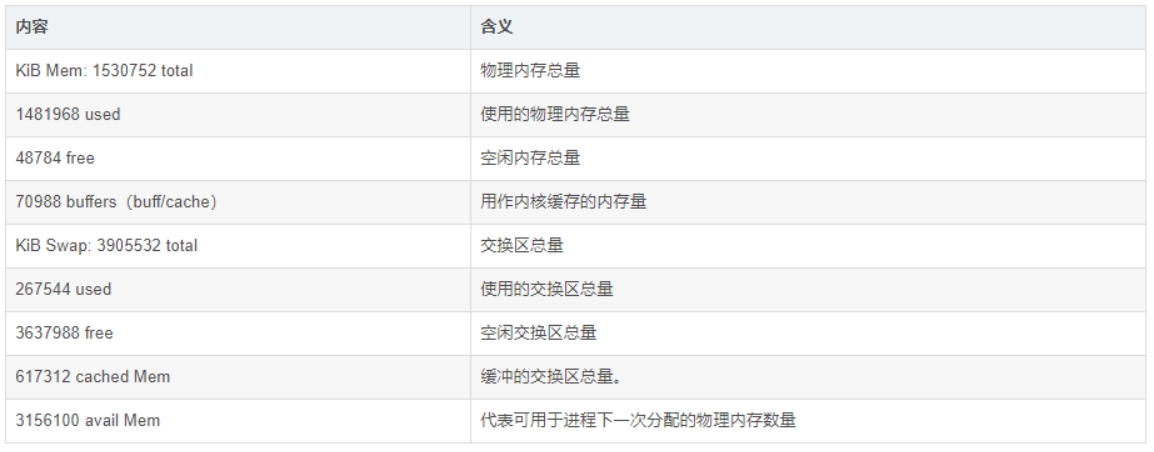 内容 含义
KiB Mem: 1530752 total 物理内存总量
1481968 used 使用的物理内存总量
48784 free 空闲内存总量
70988 buffers（buff/cache） 用作内核缓存的内存量
KiB Swap: 3905532 total 交换区总量
267544 used 使用的交换区总量
3637988 free 空闲交换区总量
617312 cached Mem 缓冲的交换区总量。
3156100 avail Mem 代表可用于进程下一次分配的物理内存数量